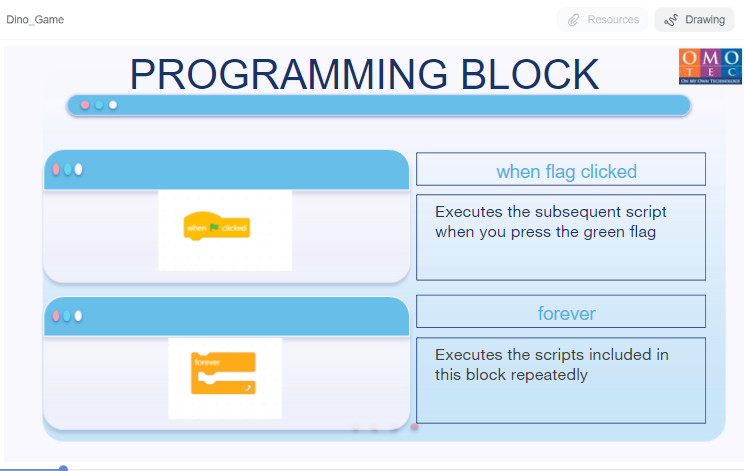 Dino_Game
Resources
Drawing
PROGRAMMING BLOCK
OMO
TEC
ON MY OWN TECHNOLOGY
when clicked
when flag clicked
Executes the subsequent script
when you press the green flag
forever
forever
Executes the scripts included in
this block repeatedly